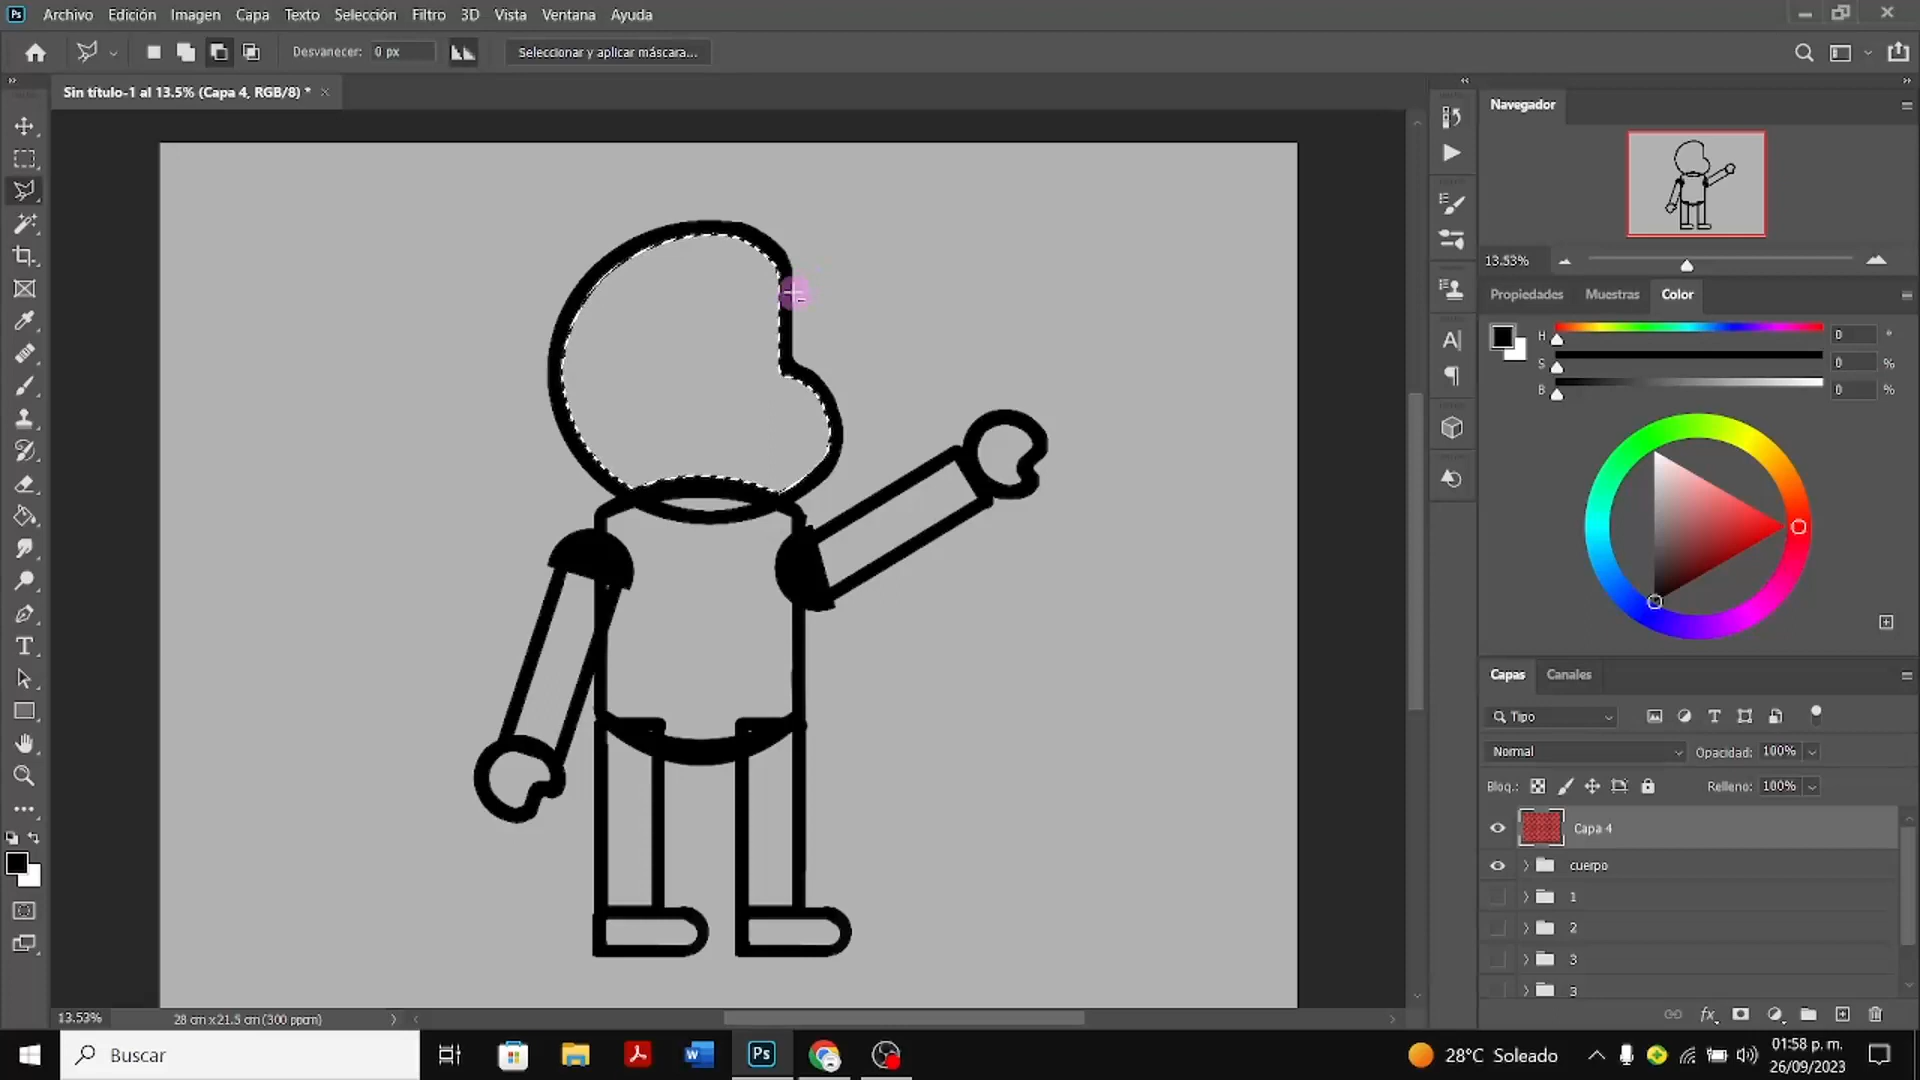 Ps Archivo Edición Imagen Capa Texto Selección Filtro 3D Vista Ventana Ayuda
Desvanecer: 0 px Seleccionar y aplicar máscara...
Sin título-1 al 13.5% (Capa 4, RGB/8) *
Navegador
13.53%
Propiedades Muestras Color
H 0 °
S 0 %
B 0 %
Capas Canales
Tipo
Normal Opacidad: 100%
Bloq.: Relleno: 100%
Capa 4
cuerpo
1
2
3
3
13.53% 28 cm x 21.5 cm (300 ppcm)
Buscar
W
Ps
28°C Soleado
01:58 p. m.
26/09/2023